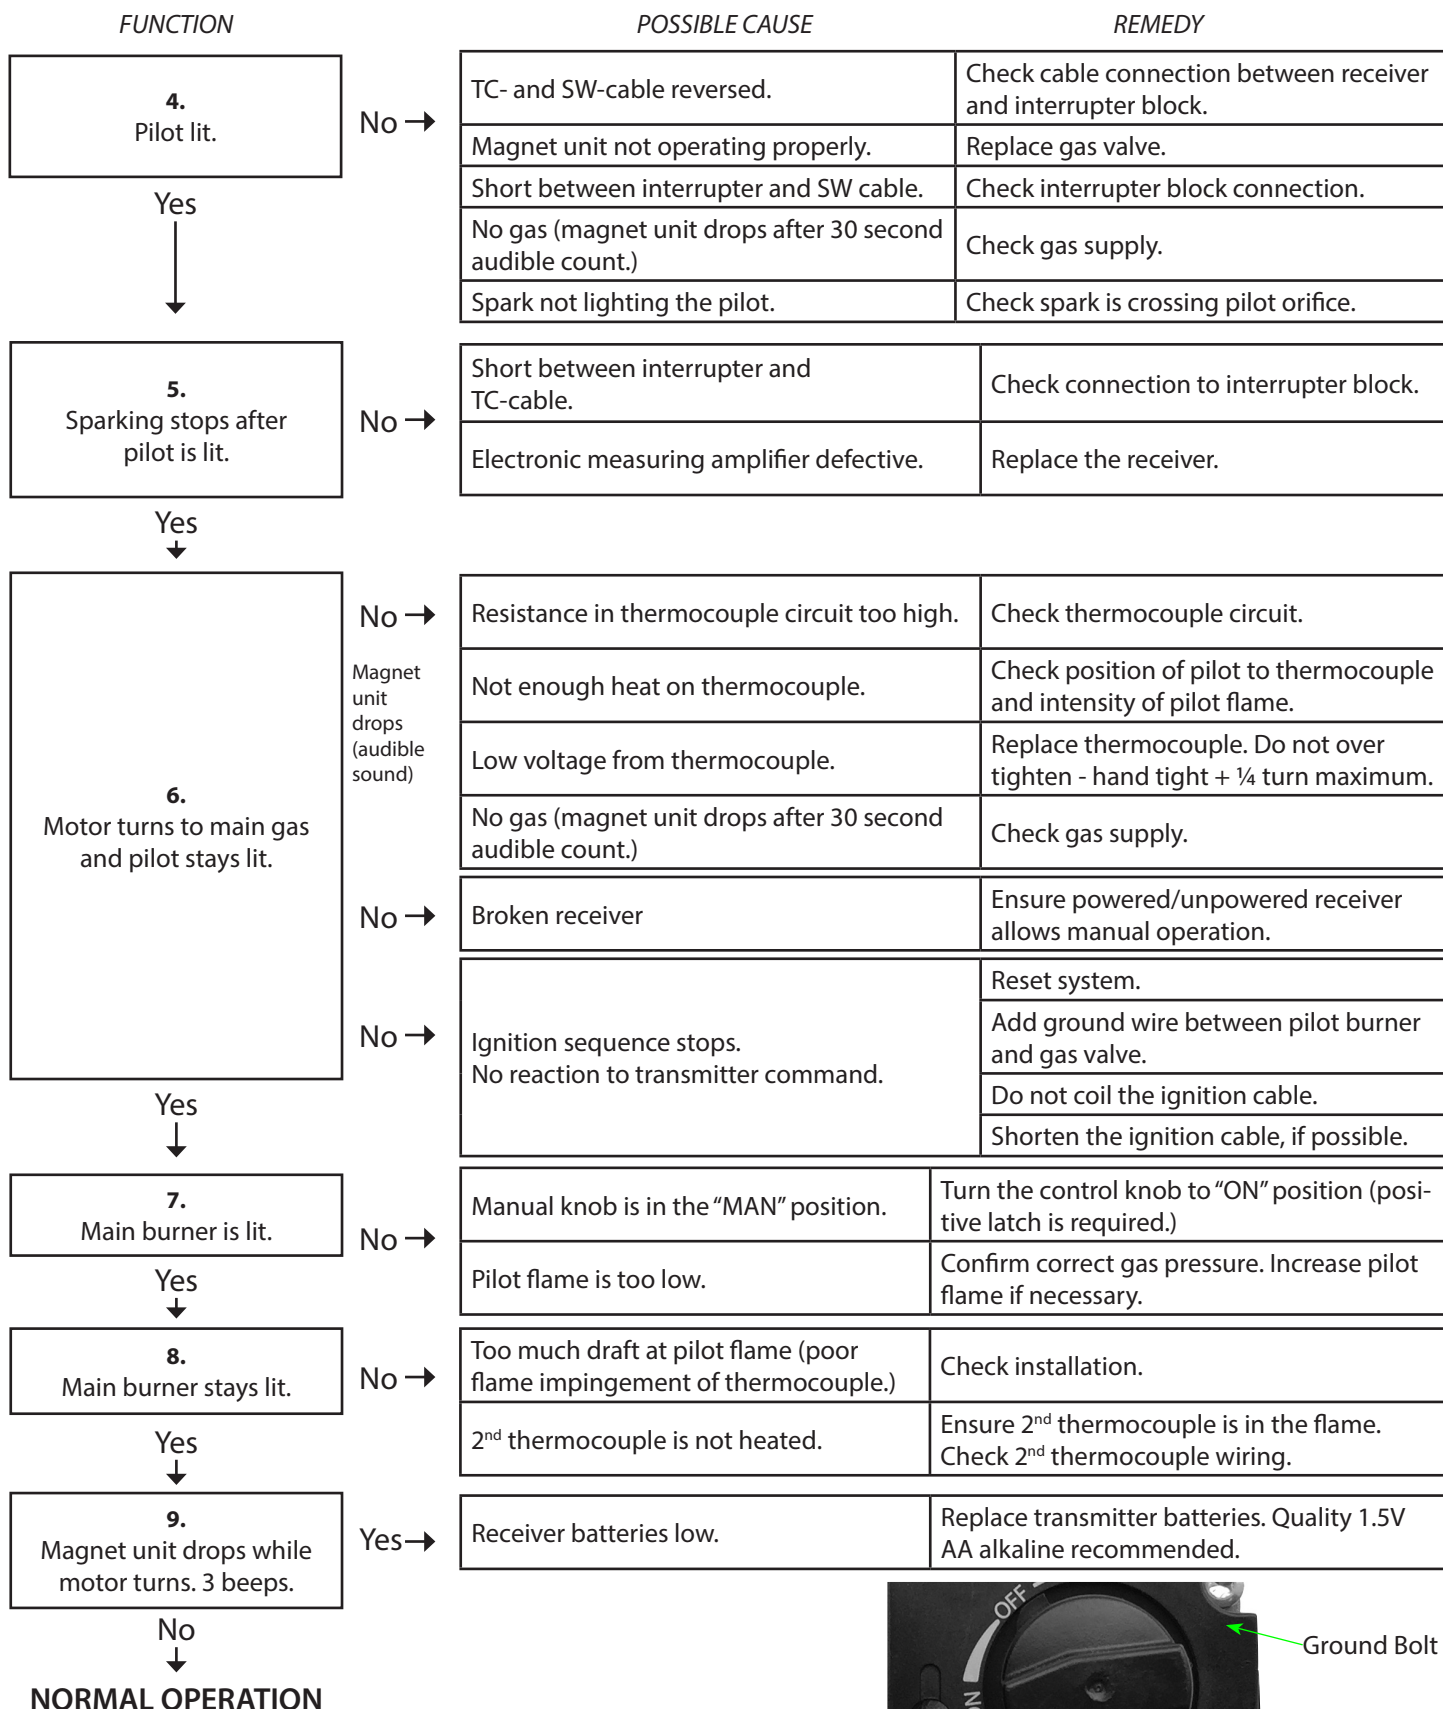 FUNCTION
POSSIBLE CAUSE
REMEDY
4.
Pilot lit.
No
TC- and SW-cable reversed.
Check cable connection between receiver
and interrupter block.
Magnet unit not operating properly.
Replace gas valve.
Short between interrupter and SW cable.
Check interrupter block connection.
No gas (magnet unit drops after 30 second
audible count.)
Check gas supply.
Spark not lighting the pilot.
Check spark is crossing pilot orifice.
Yes
5.
Sparking stops after
pilot is lit.
No
Short between interrupter and
TC-cable.
Check connection to interrupter block.
Electronic measuring amplifier defective.
Replace the receiver.
Yes
6.
Motor turns to main gas
and pilot stays lit.
No
Magnet
unit
drops
(audible
sound)
Resistance in thermocouple circuit too high.
Check thermocouple circuit.
Not enough heat on thermocouple.
Check position of pilot to thermocouple
and intensity of pilot flame.
Low voltage from thermocouple.
Replace thermocouple. Do not over
tighten - hand tight + ¼ turn maximum.
No gas (magnet unit drops after 30 second
audible count.)
Check gas supply.
No
Broken receiver
Ensure powered/unpowered receiver
allows manual operation.
No
Ignition sequence stops.
No reaction to transmitter command.
Reset system.
Add ground wire between pilot burner
and gas valve.
Do not coil the ignition cable.
Shorten the ignition cable, if possible.
Yes
7.
Main burner is lit.
No
Manual knob is in the “MAN” position.
Turn the control knob to “ON” position (posi-
tive latch is required.)
Pilot flame is too low.
Confirm correct gas pressure. Increase pilot
flame if necessary.
Yes
8.
Main burner stays lit.
No
Too much draft at pilot flame (poor
flame impingement of thermocouple.)
Check installation.
2nd thermocouple is not heated.
Ensure 2nd thermocouple is in the flame.
Check 2nd thermocouple wiring.
Yes
9.
Magnet unit drops while
motor turns. 3 beeps.
Yes
Receiver batteries low.
Replace transmitter batteries. Quality 1.5V
AA alkaline recommended.
No
NORMAL OPERATION
OFF
ON
Ground Bolt